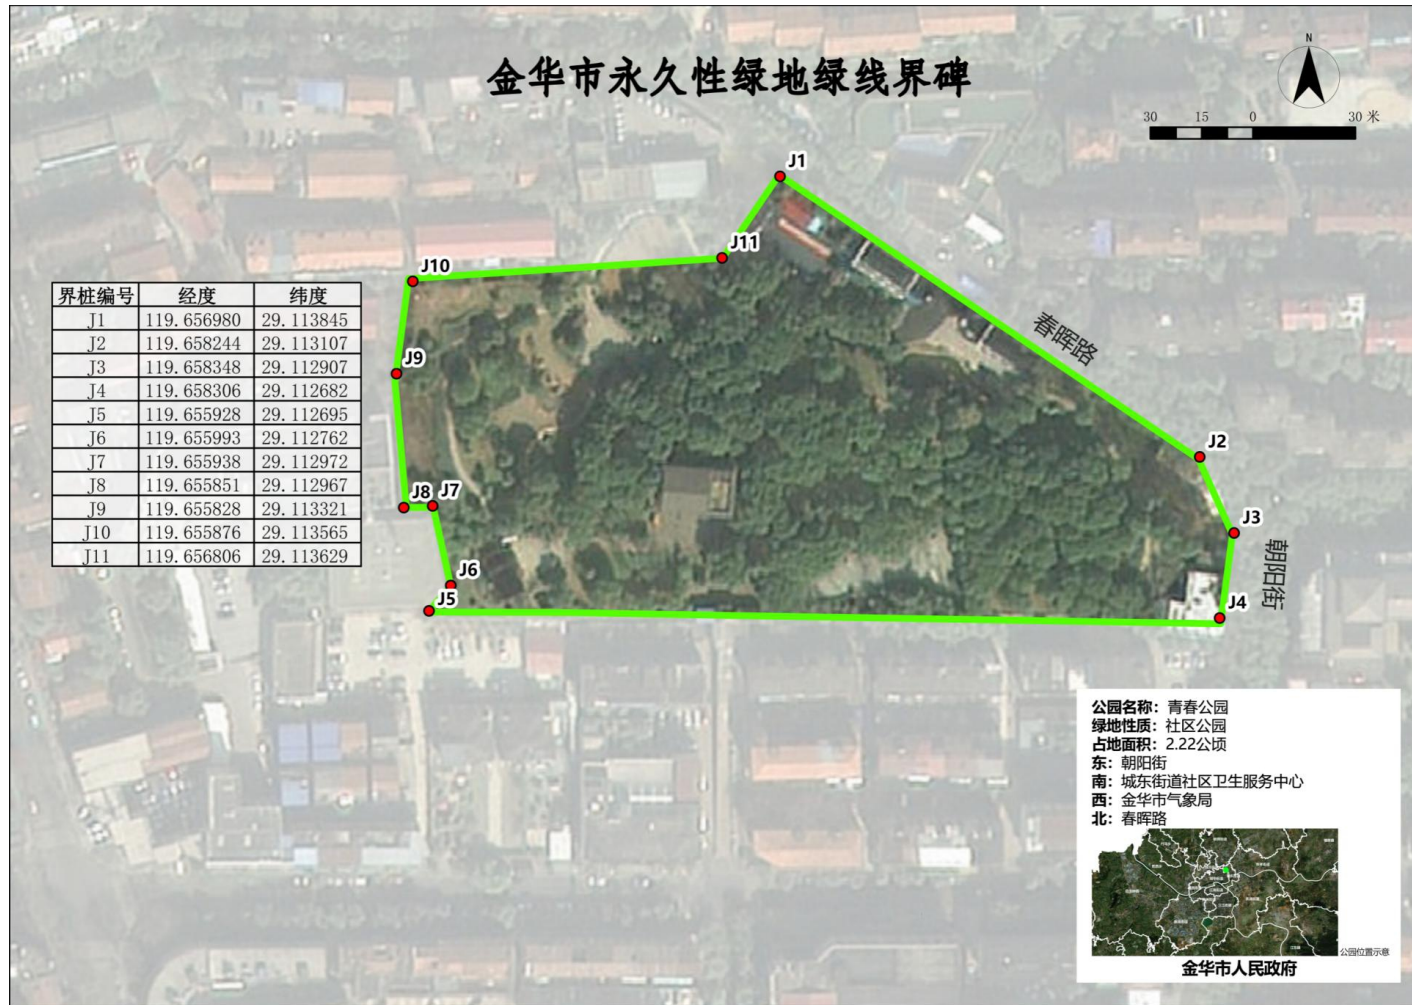 金华市永久性绿地绿线界碑
N
30 15 0 30 米
J1
J11
J10
J9
春晖路
J2
J8
J7
J3
朝阳街
J6
J5
J4
界桩编号 经度 纬度
J1 119.656980 29.113845
J2 119.658244 29.113107
J3 119.658348 29.112907
J4 119.658306 29.112682
J5 119.655928 29.112695
J6 119.655993 29.112762
J7 119.655938 29.112972
J8 119.655851 29.112967
J9 119.655828 29.113321
J10 119.655876 29.113565
J11 119.656806 29.113629
公园名称：青春公园
绿地性质：社区公园
占地面积：2.22公顷
东：朝阳街
南：城东街道社区卫生服务中心
西：金华市气象局
北：春晖路
公园位置示意
金华市人民政府